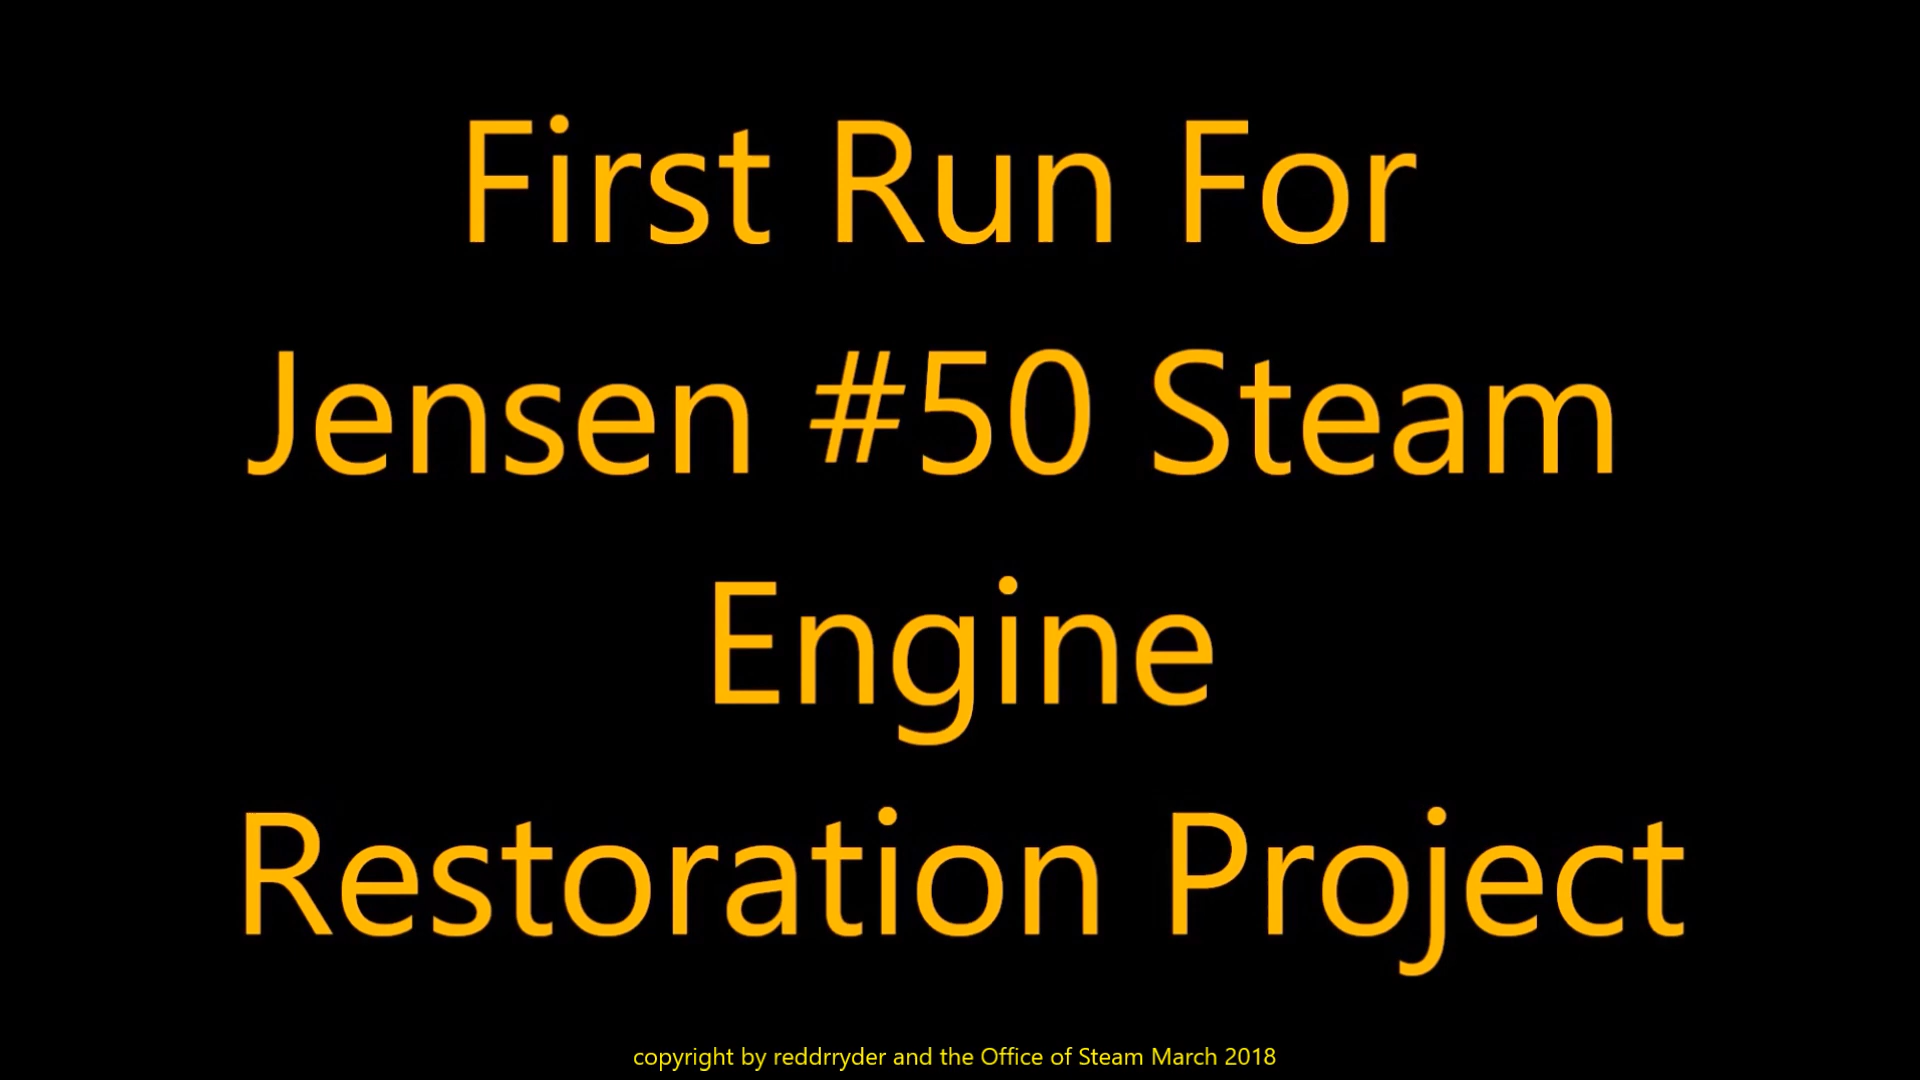 First Run For
Jensen #50 Steam
Engine
Restoration Project
copyright by reddrryder and the Office of Steam March 2018